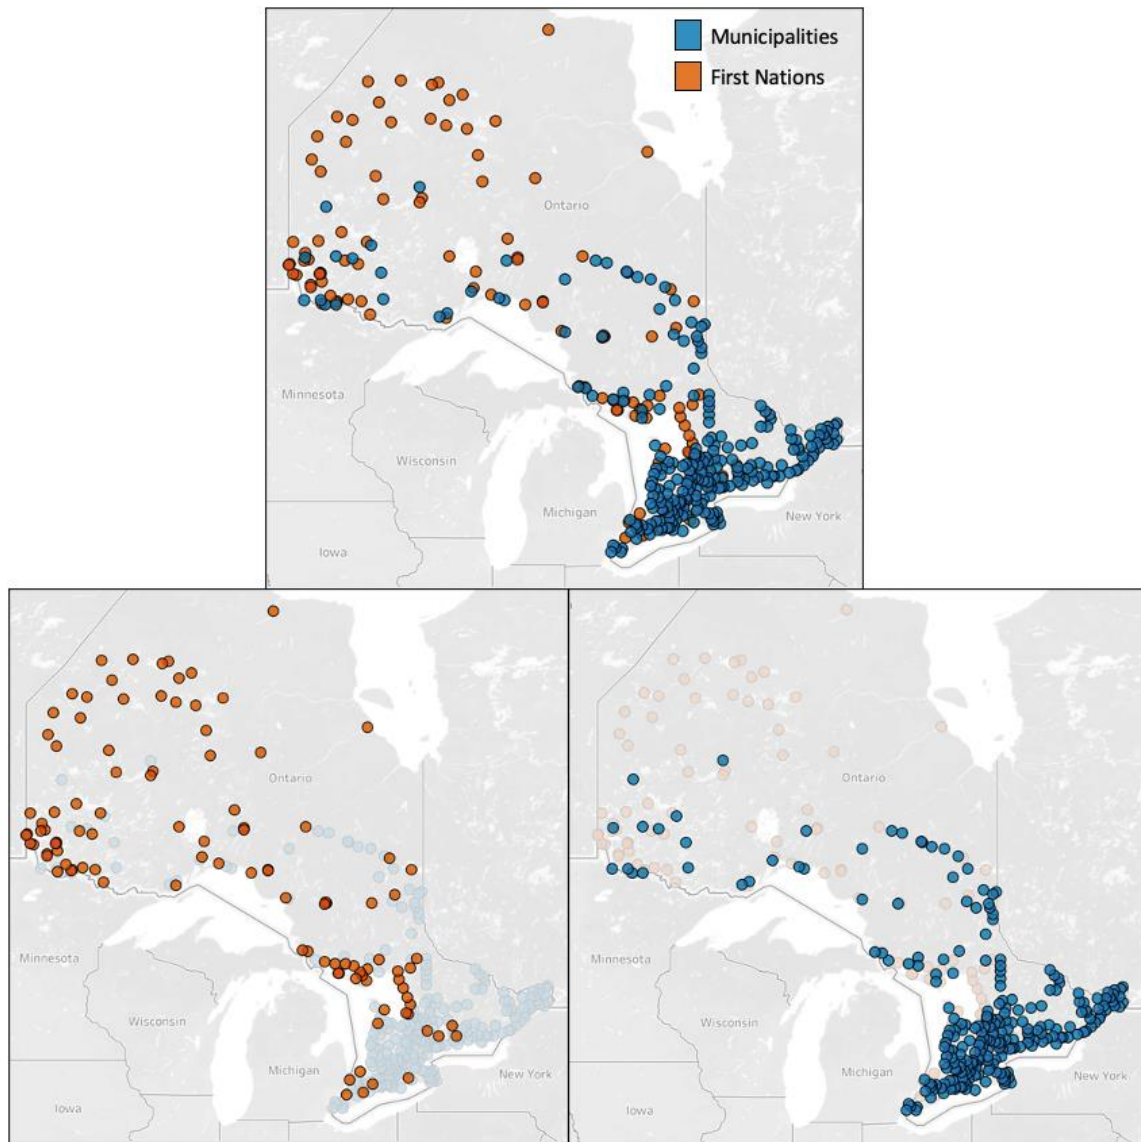 Municipalities
First Nations
Ontario
Minnesota
Wisconsin
Michigan
New York
Iowa
Ontario
Minnesota
Wisconsin
Michigan
New York
Iowa
Ontario
Minnesota
Wisconsin
Michigan
New York
Iowa